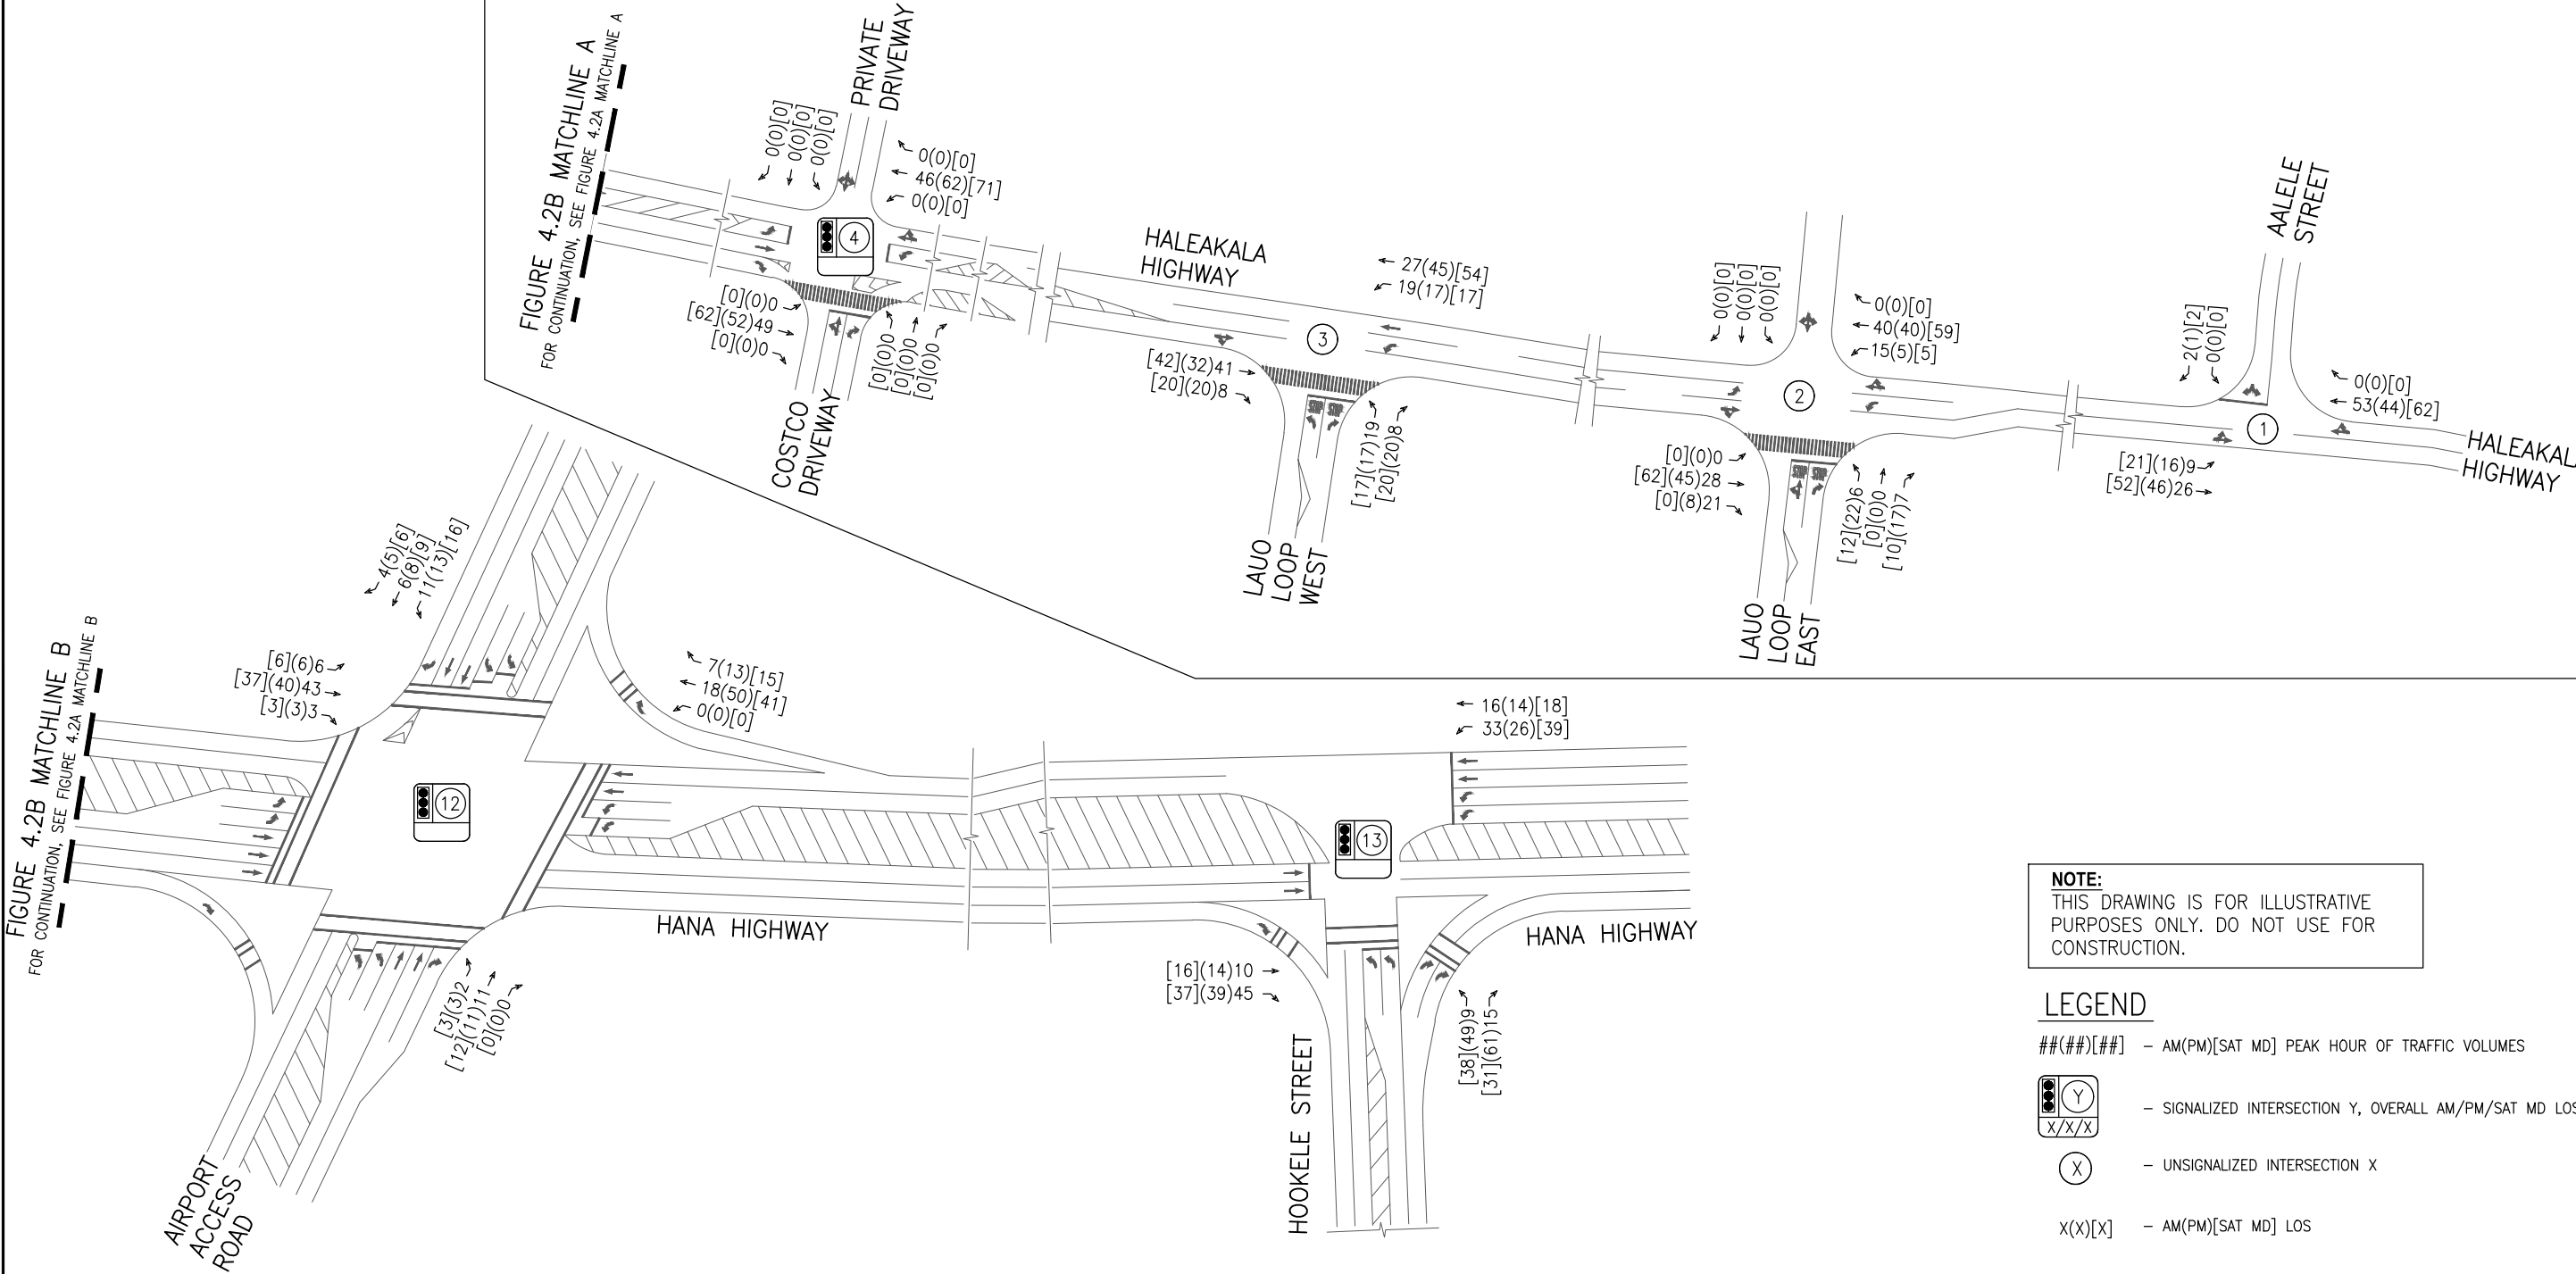 FIGURE 4.2B MATCHLINE A
FOR CONTINUATION, SEE FIGURE 4.2A MATCHLINE A
PRIVATE
DRIVEWAY
0(0)[0]
0(0)[0]
0(0)[0]
0(0)[0]
46(62)[71]
0(0)[0]
4
[0](0)0
[62](52)49
[0](0)0
[0](0)0
[0](0)0
[0](0)0
COSTCO
DRIVEWAY
HALEAKALA
HIGHWAY
27(45)[54]
19(17)[17]
3
[42](32)41
[20](20)8
STOP
STOP
[17](17)19
[20](20)8
LAUO
LOOP
WEST
0(0)[0]
0(0)[0]
0(0)[0]
0(0)[0]
40(40)[59]
15(5)[5]
2
[0](0)0
[62](45)28
[0](8)21
STOP
STOP
[12](22)6
[0](0)0
[10](17)7
LAUO
LOOP
EAST
AALELE
STREET
2(1)[2]
0(0)[0]
0(0)[0]
53(44)[62]
1
[21](16)9
[52](46)26
HALEAKAL
HIGHWAY
FIGURE 4.2B MATCHLINE B
FOR CONTINUATION, SEE FIGURE 4.2A MATCHLINE B
4(5)[6]
6(8)[9]
11(13)[16]
[6](6)6
[37](40)43
[3](3)3
7(13)[15]
18(50)[41]
0(0)[0]
12
[3](3)2
[12](11)11
[0](0)0
AIRPORT
ACCESS
ROAD
HANA HIGHWAY
16(14)[18]
33(26)[39]
13
[16](14)10
[37](39)45
[38](49)9
[31](61)15
HOOKELE STREET
HANA HIGHWAY
NOTE:
THIS DRAWING IS FOR ILLUSTRATIVE
PURPOSES ONLY. DO NOT USE FOR
CONSTRUCTION.
LEGEND
##(##)[##] – AM(PM)[SAT MD] PEAK HOUR OF TRAFFIC VOLUMES
Y
X/X/X
– SIGNALIZED INTERSECTION Y, OVERALL AM/PM/SAT MD LOS
X – UNSIGNALIZED INTERSECTION X
X(X)[X] – AM(PM)[SAT MD] LOS